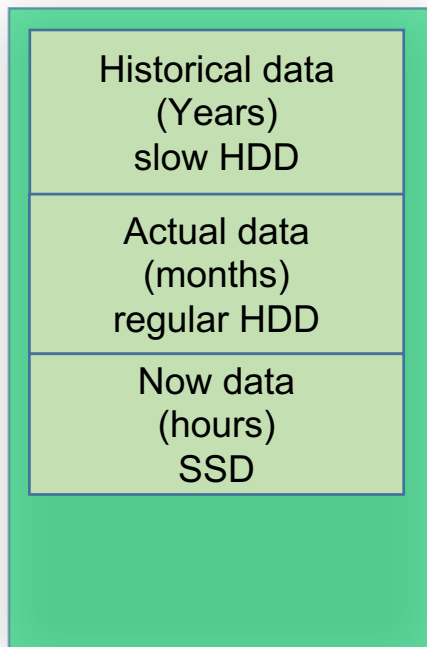 Historical data
(Years)
slow HDD
Actual data
(months)
regular HDD
Now data
(hours)
SSD